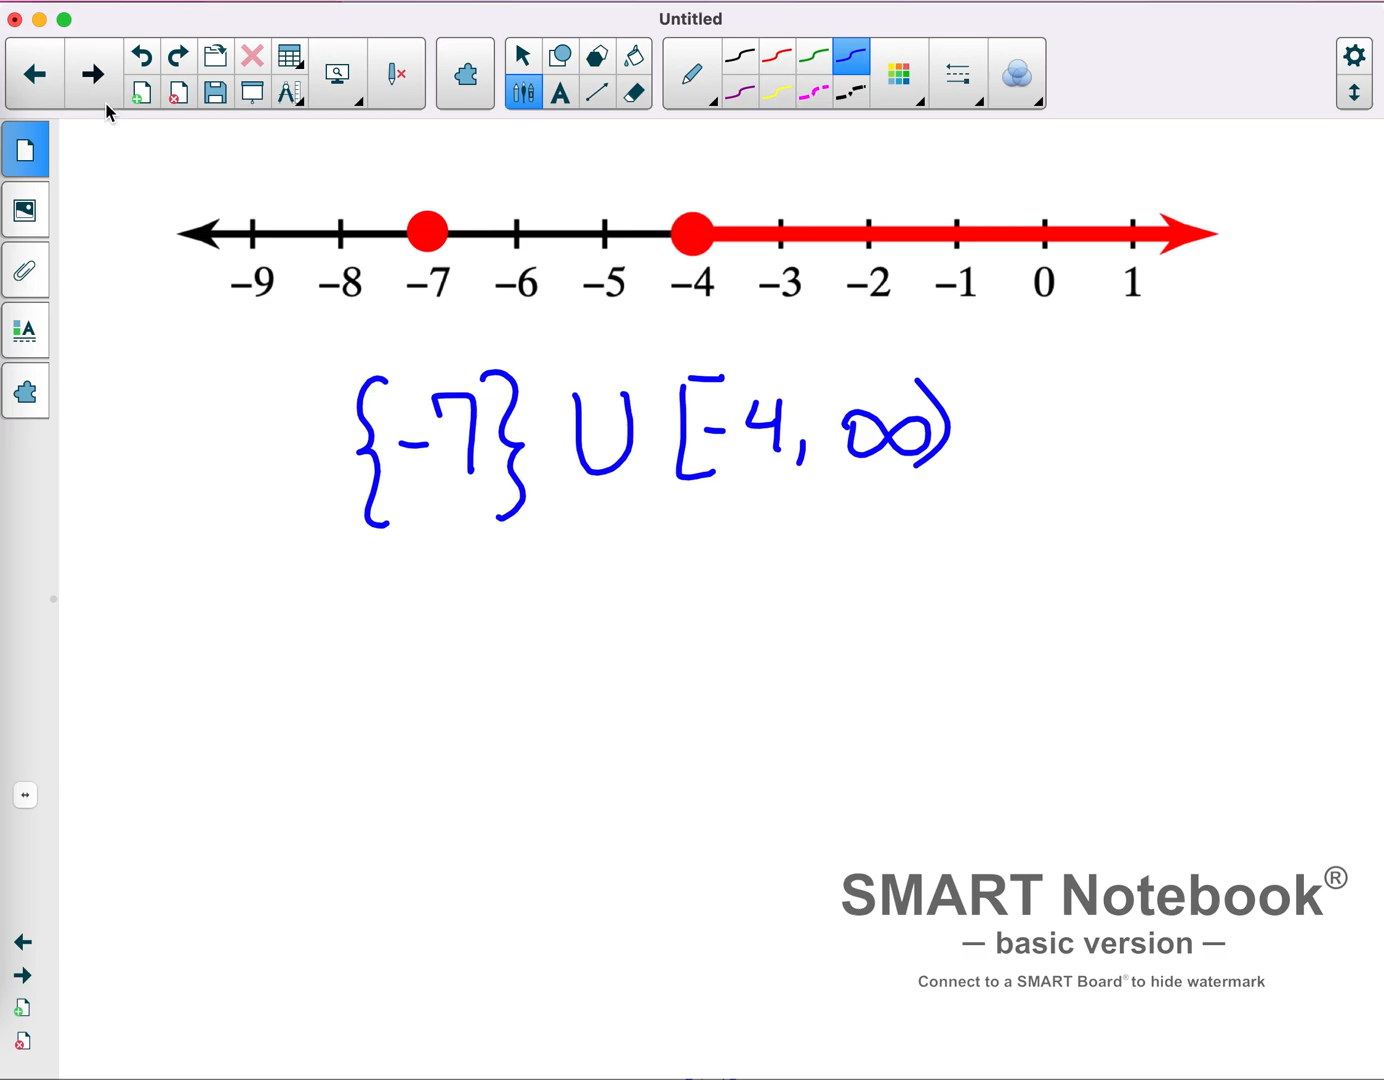 Untitled
A
A
–9 –8 –7 –6 –5 –4 –3 –2 –1 0 1
{-7} ∪ [-4, ∞)
SMART Notebook®
— basic version —
Connect to a SMART Board® to hide watermark